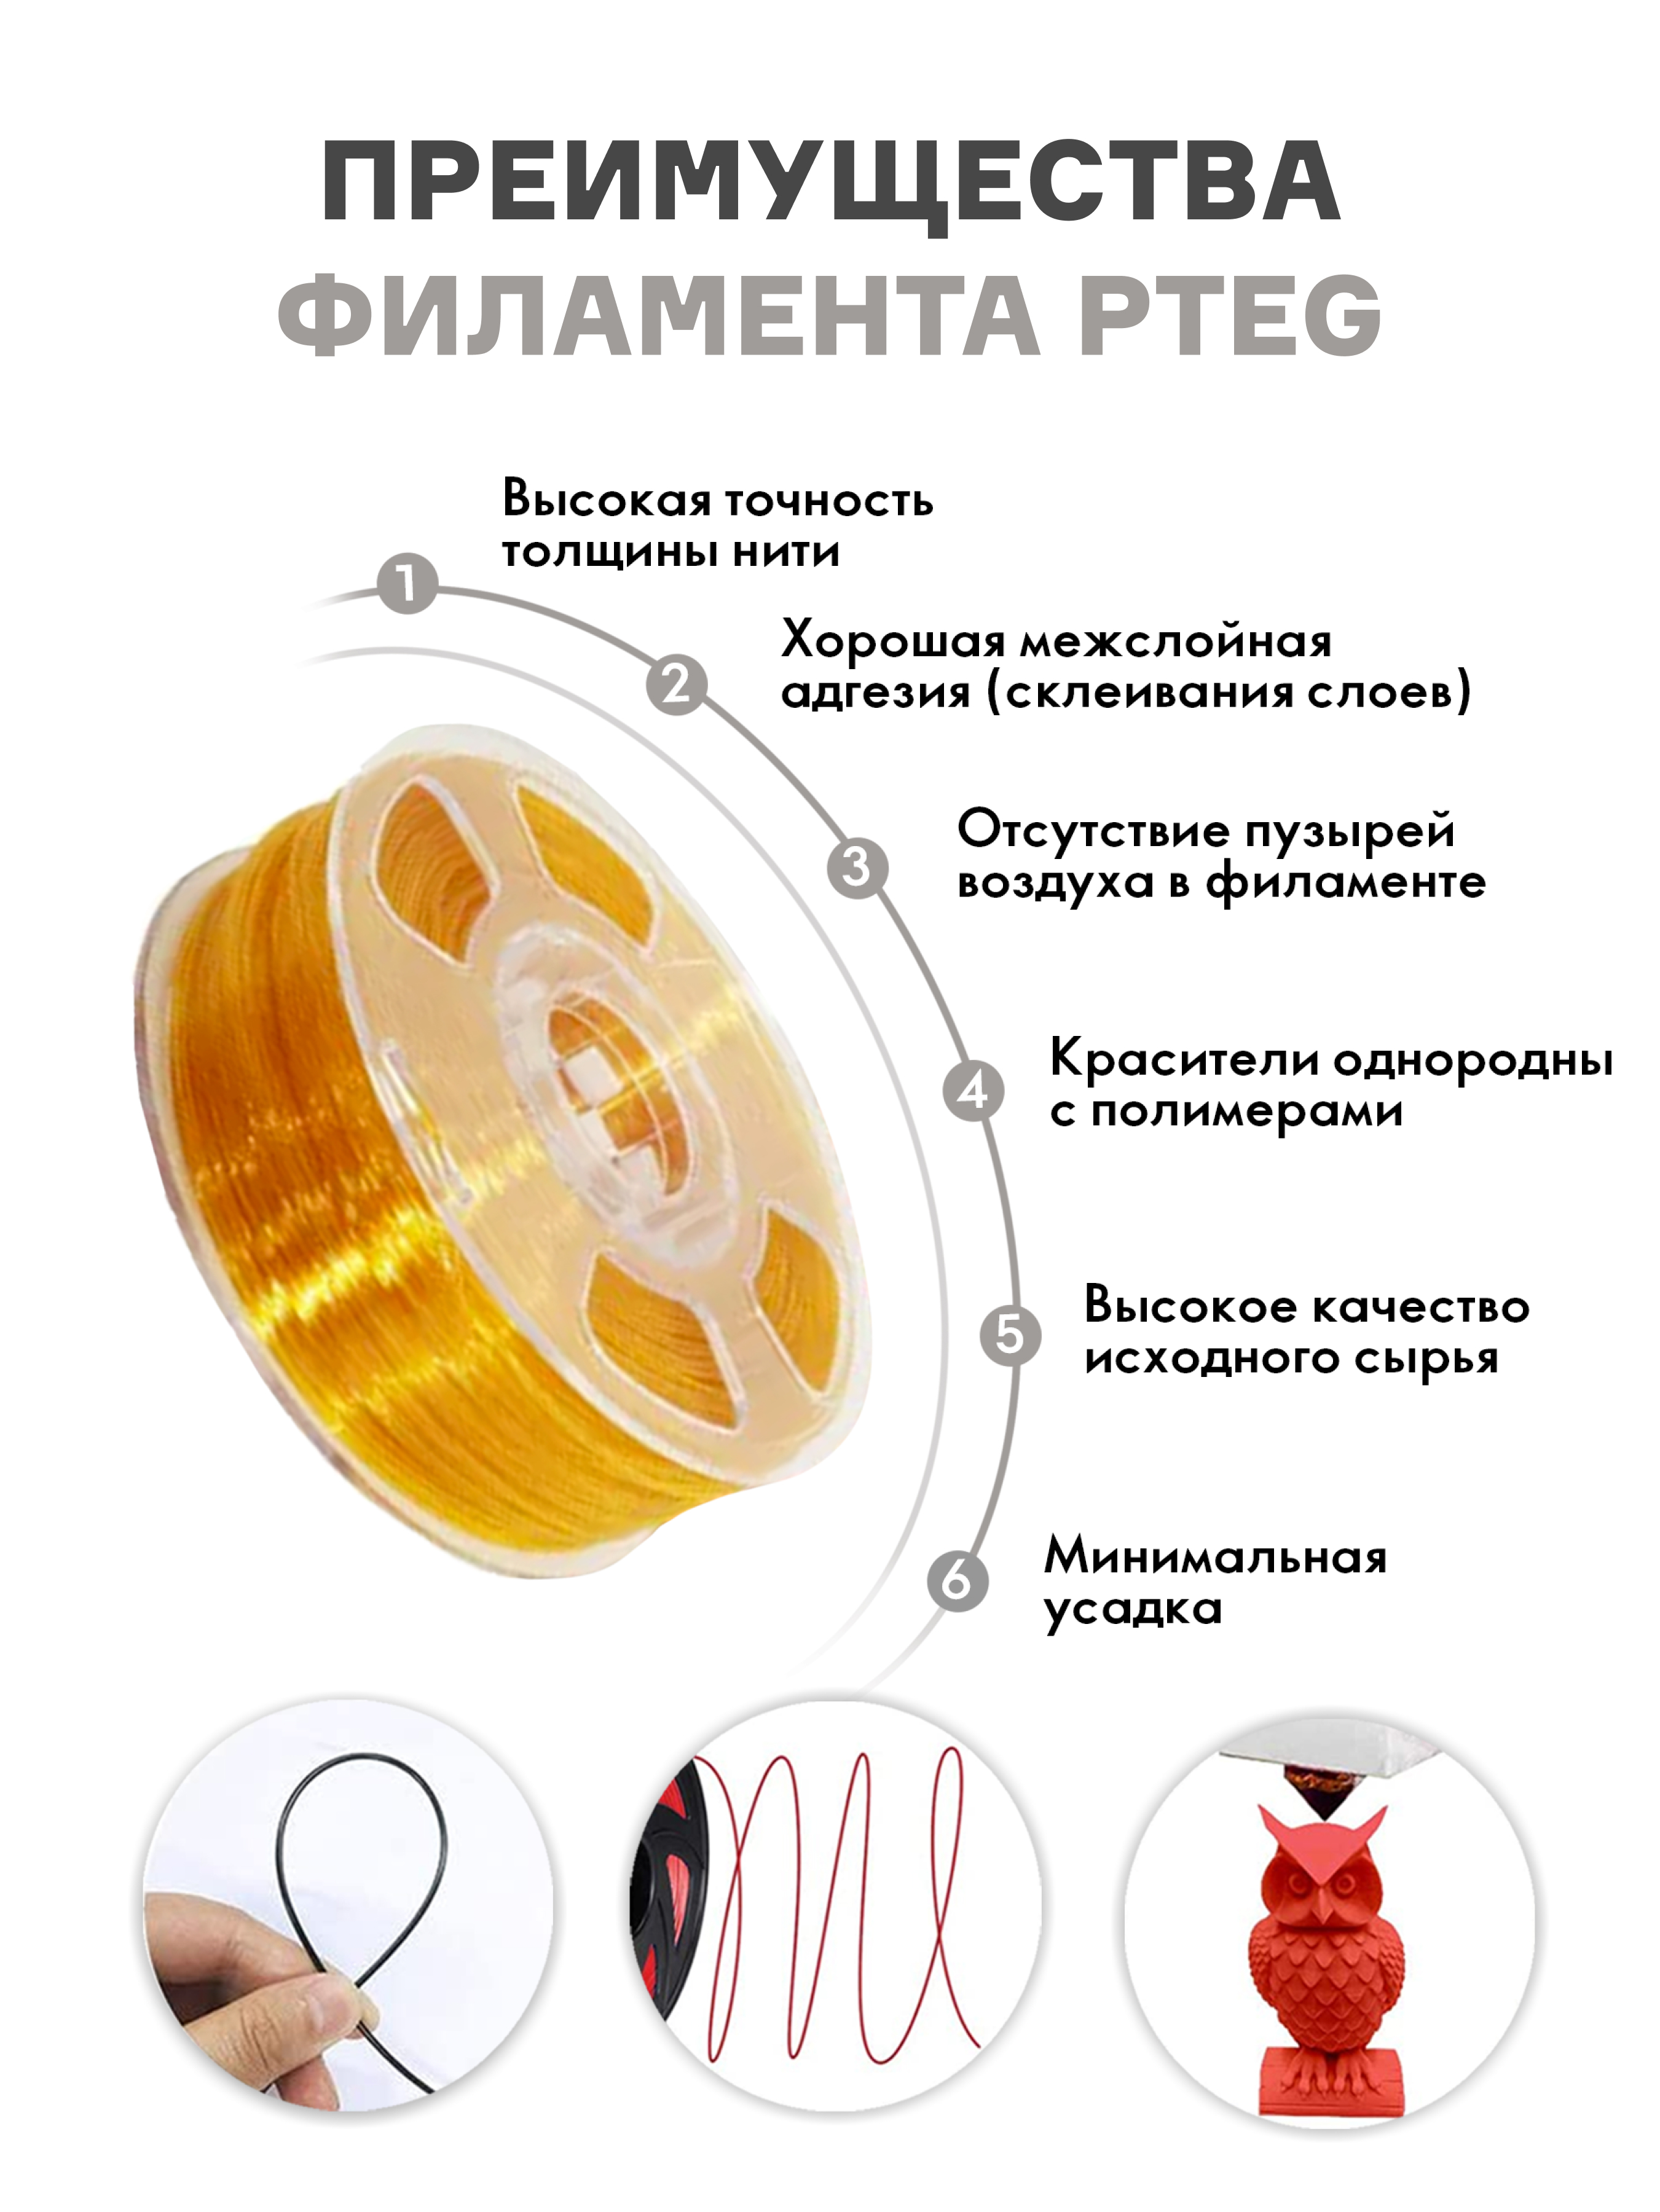 ПРЕИМУЩЕСТВА
ФИЛАМЕНТА PTEG
1
Высокая точность
толщины нити
2
Хорошая межслойная
адгезия (склеивания слоев)
3
Отсутствие пузырей
воздуха в филаменте
4
Красители однородны
с полимерами
5
Высокое качество
исходного сырья
6
Минимальная
усадка